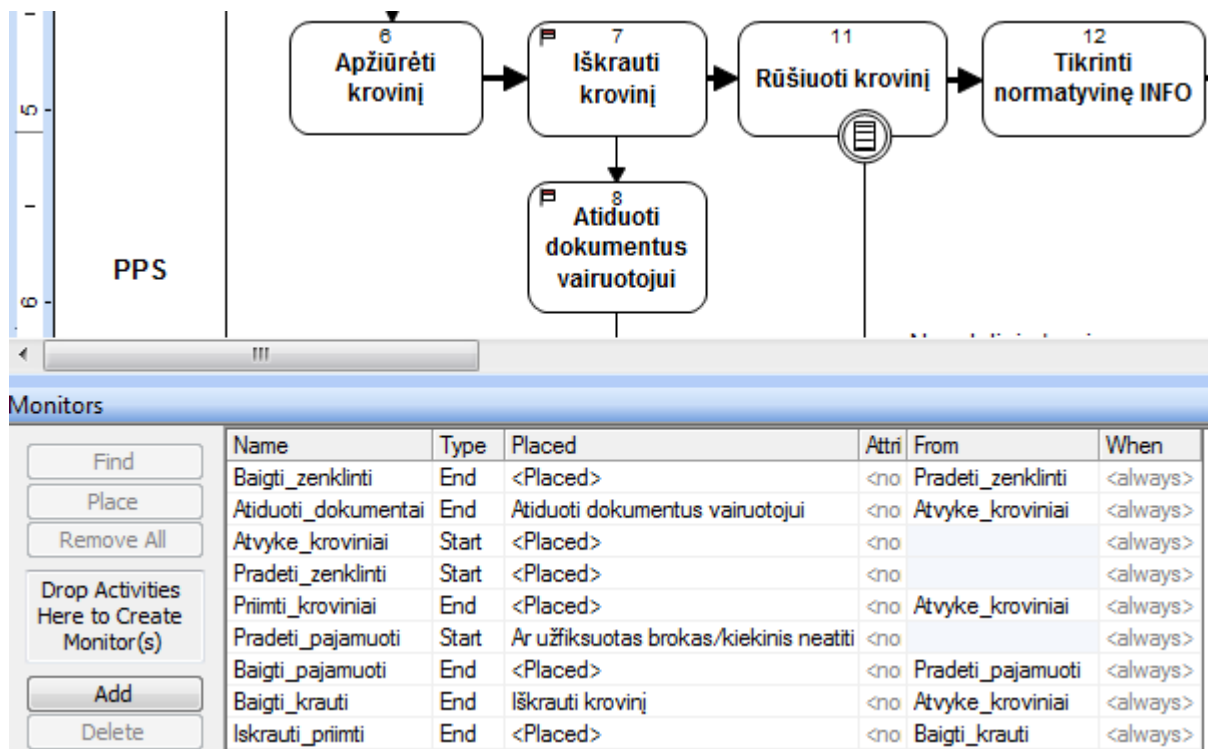 6
Apžiūrėti
krovinį
7
Iškrauti
krovinį
11
Rūšiuoti krovinį
12
Tikrinti
normatyvinę INFO
5
8
Atiduoti
dokumentus
vairuotojui
PPS
6
Monitors
Find
Place
Remove All
Drop Activities
Here to Create
Monitor(s)
Add
Delete
Name Type Placed Attri From When
Baigti_zenklinti End <Placed> <no Pradeti_zenklinti <always>
Atiduoti_dokumentai End Atiduoti dokumentus vairuotojui <no Atvyke_kroviniai <always>
Atvyke_kroviniai Start <Placed> <no <always>
Pradeti_zenklinti Start <Placed> <no <always>
Priimti_kroviniai End <Placed> <no Atvyke_kroviniai <always>
Pradeti_pajamuoti Start Ar užfiksuotas brokas/kiekinis neatiti <no <always>
Baigti_pajamuoti End <Placed> <no Pradeti_pajamuoti <always>
Baigti_krauti End Iškrauti krovinį <no Atvyke_kroviniai <always>
Iskrauti_priimti End <Placed> <no Baigti_krauti <always>